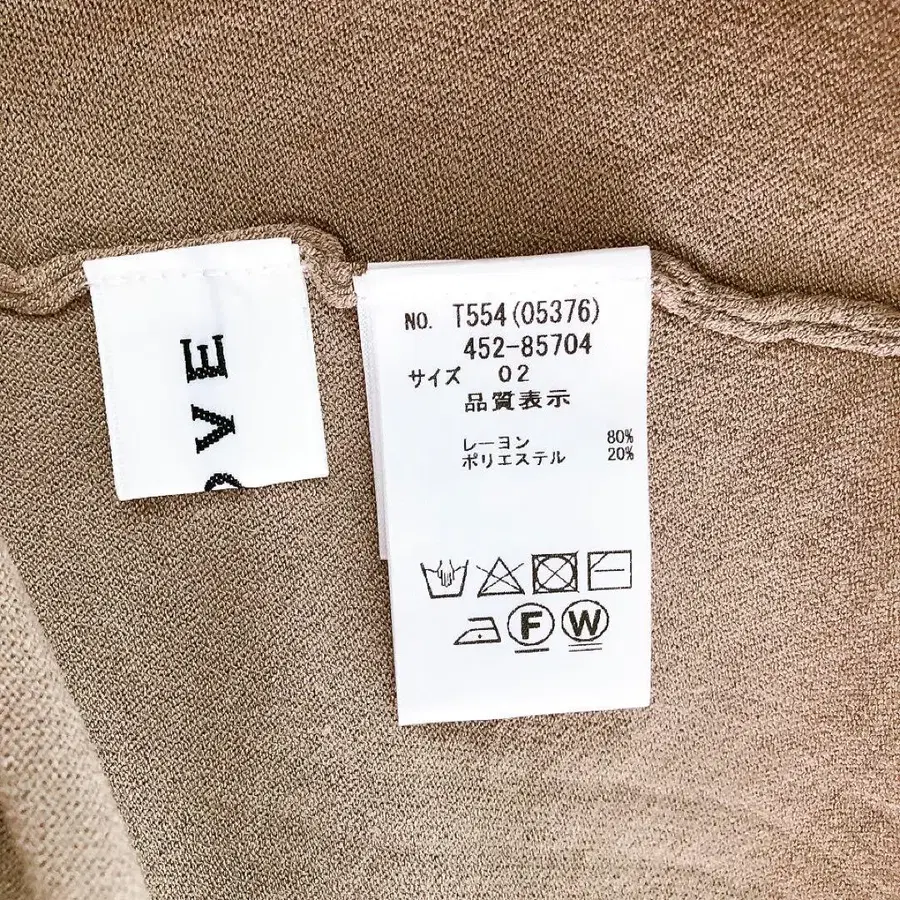 OVE
NO. T554(05376)
452-85704
サイズ 02
品質表示
レーヨン 80%
ポリエステル 20%
F W